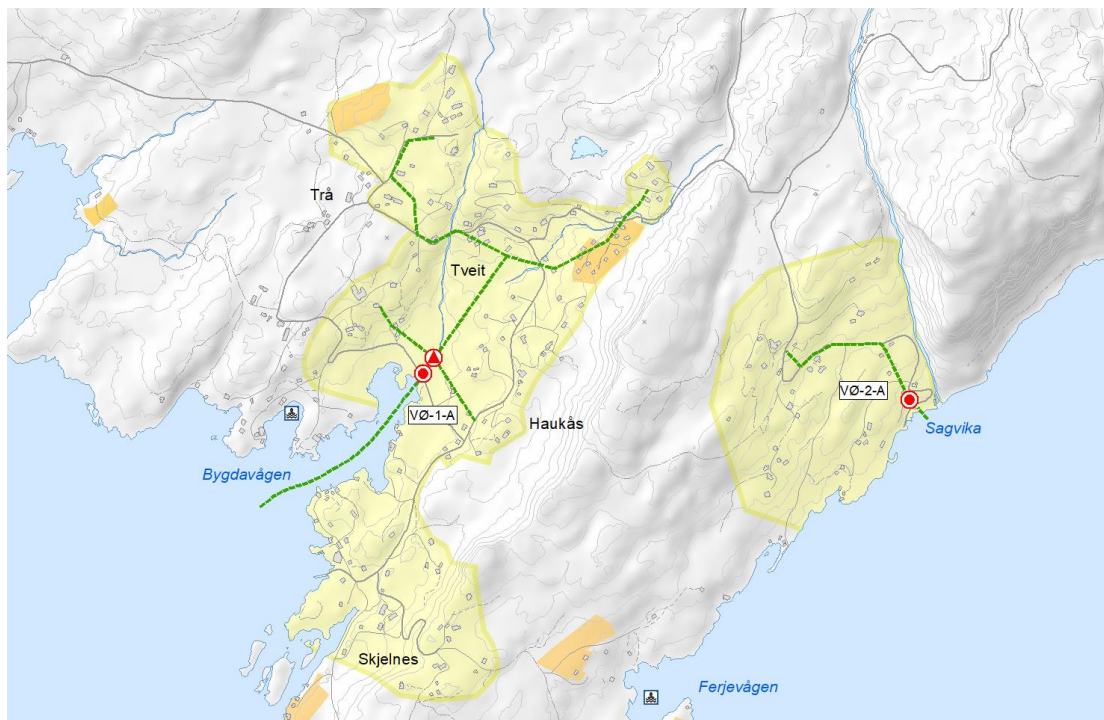 Trå
Tveit
VØ-2-A
VØ-1-A
Haukås
Sagvika
Bygdavågen
Skjelnes
Ferjevågen